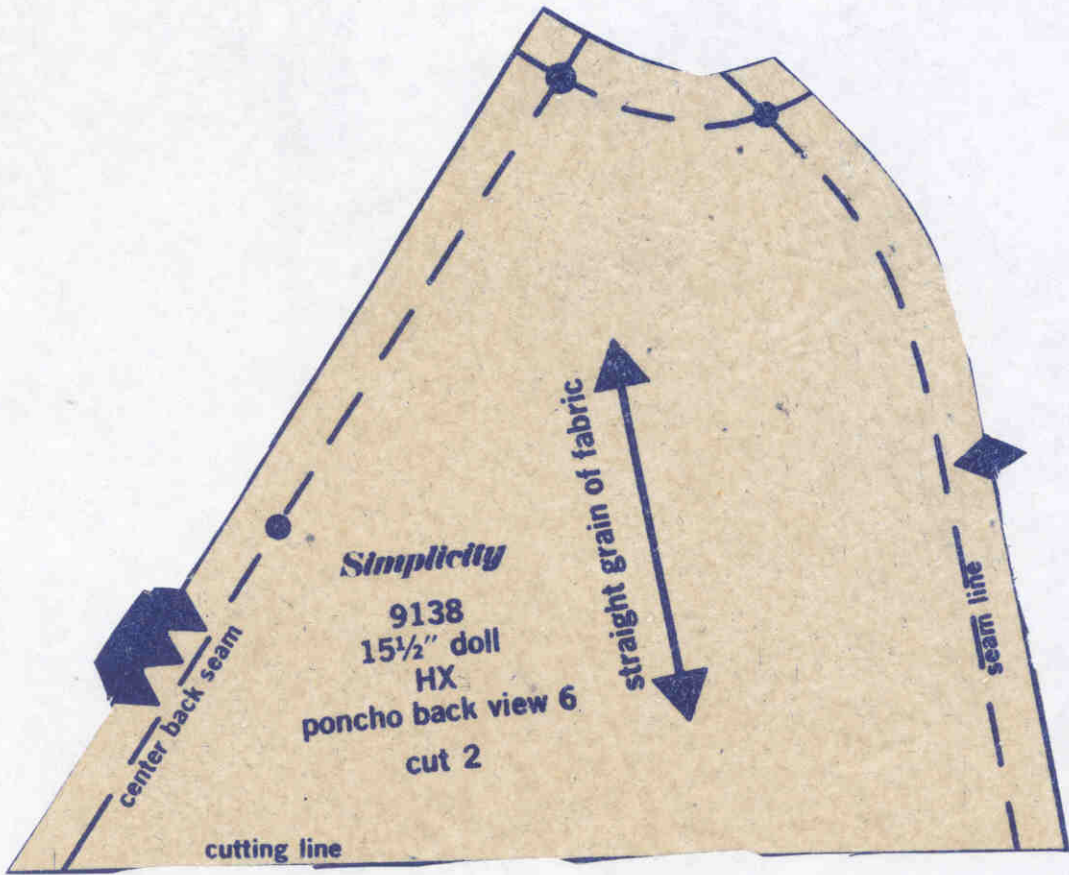 Simplicity
9138
15½″ doll
HX
poncho back view 6
cut 2
straight grain of fabric
seam line
center back seam
cutting line